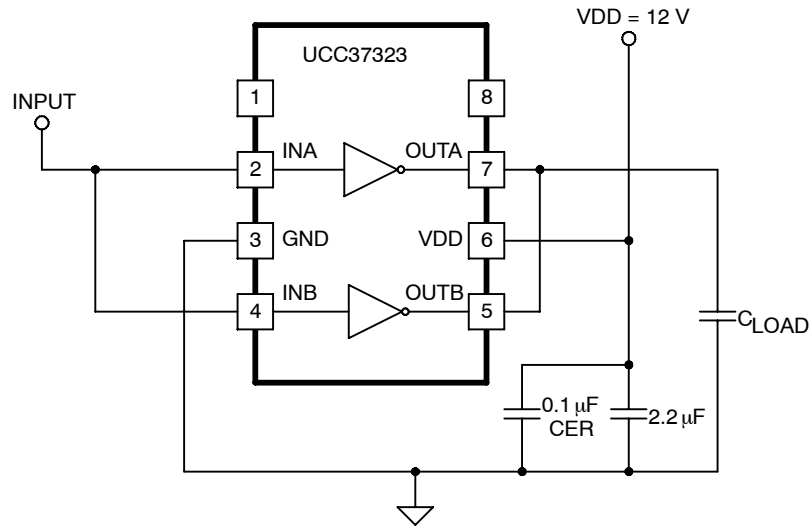 VDD = 12 V
UCC37323
INPUT
1
8
2
INA
OUTA
7
3
GND
VDD
6
4
INB
OUTB
5
CLOAD
0.1 μF
CER
2.2 μF